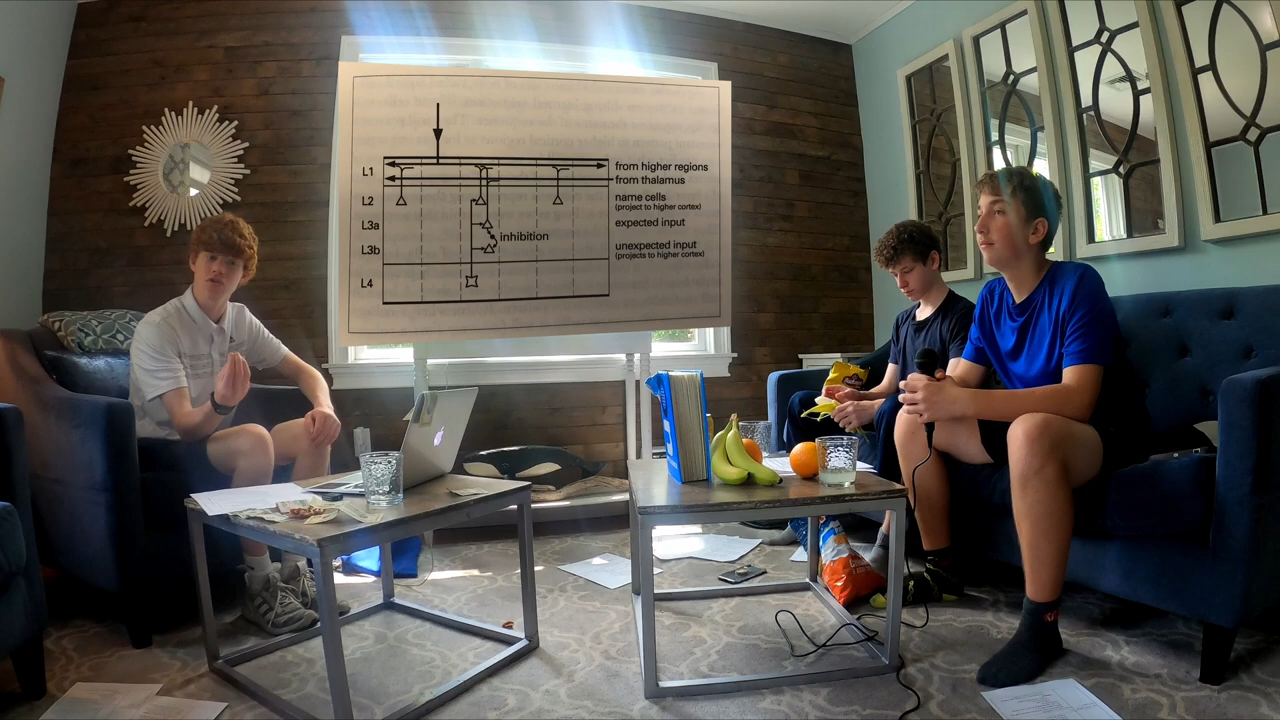 L1
from higher regions
from thalamus
L2
name cells
(project to higher cortex)
L3a
expected input
inhibition
L3b
unexpected input
(projects to higher cortex)
L4